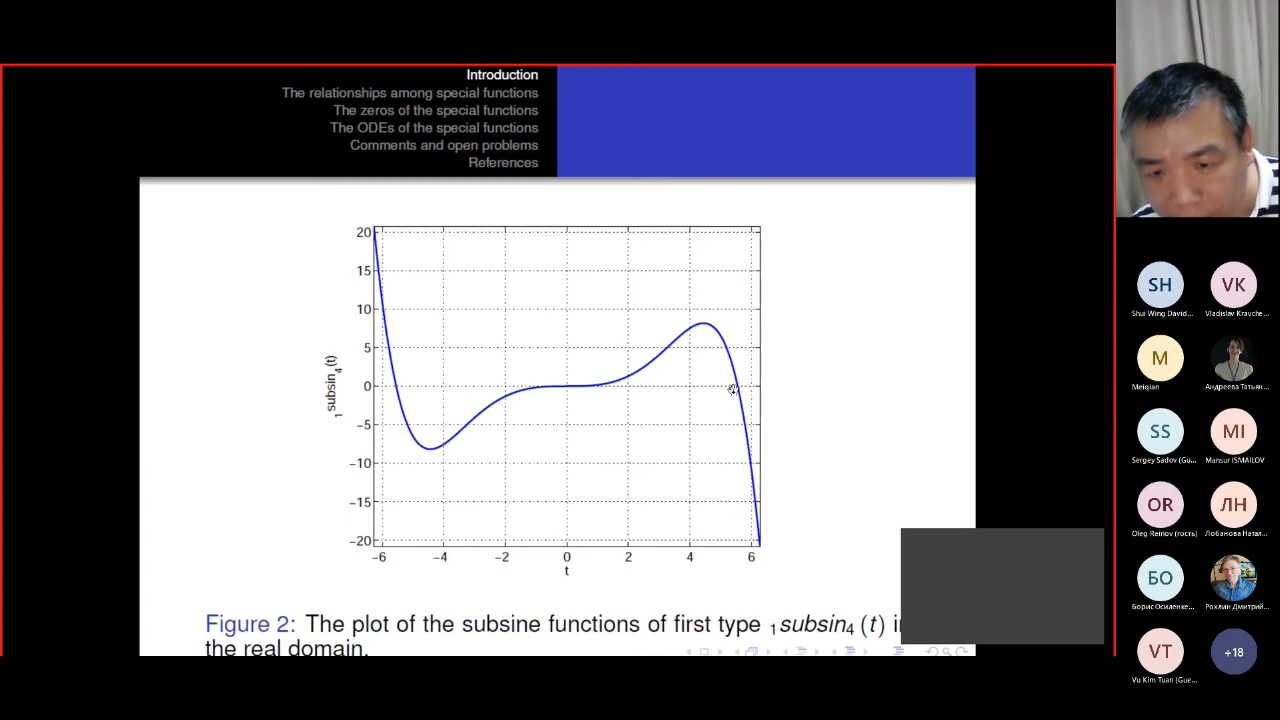 Introduction
The relationships among special functions
The zeros of the special functions
The ODEs of the special functions
Comments and open problems
References
20
15
10
5
0
−5
−10
−15
−20
1 subsin4(t)
−6 −4 −2 0 2 4 6
t
Figure 2: The plot of the subsine functions of first type 1subsin4 (t)
the real domain.
SH VK
Shui Wing David... Vladislav Kravche...
M
Meiqian Андреева Татьян...
SS MI
Sergey Sadov (Gu... Mansur ISMAILOV
OR ЛН
Oleg Reinov (гость) Лобанова Натал...
БО
Борис Осиленке... Рохлин Дмитрий...
VT +18
Vu Kim Tuan (Gue...